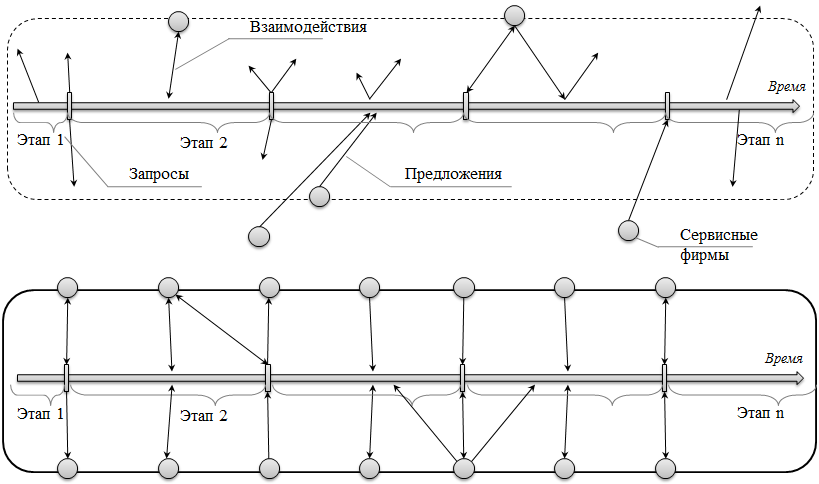 Взаимодействия
Время
Этап 1
Этап 2
Этап n
Запросы
Предложения
Сервисные
фирмы
Время
Этап 1
Этап 2
Этап n